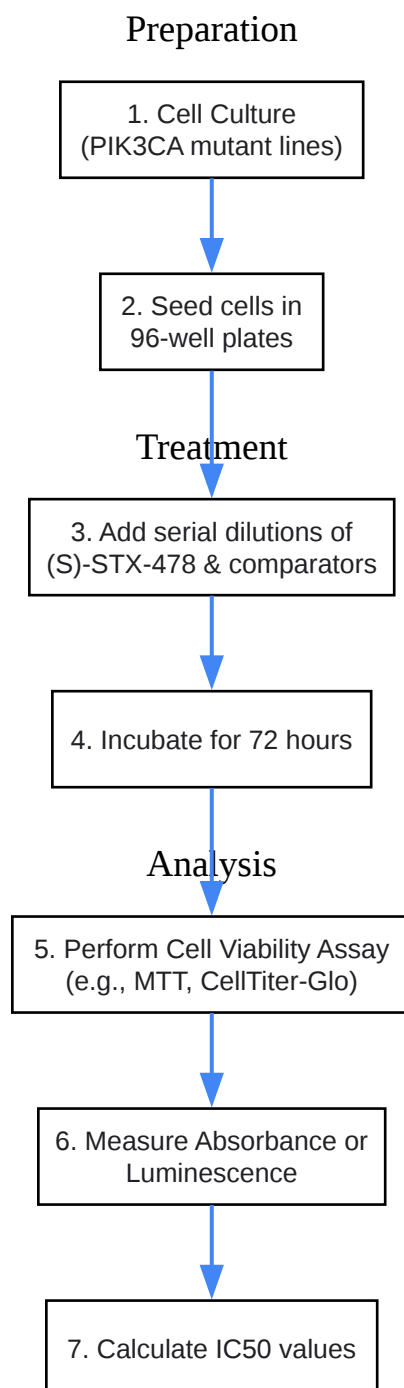 Preparation
1. Cell Culture
(PIK3CA mutant lines)
2. Seed cells in
96-well plates
Treatment
3. Add serial dilutions of
(S)-STX-478 & comparators
4. Incubate for 72 hours
Analysis
5. Perform Cell Viability Assay
(e.g., MTT, CellTiter-Glo)
6. Measure Absorbance or
Luminescence
7. Calculate IC50 values